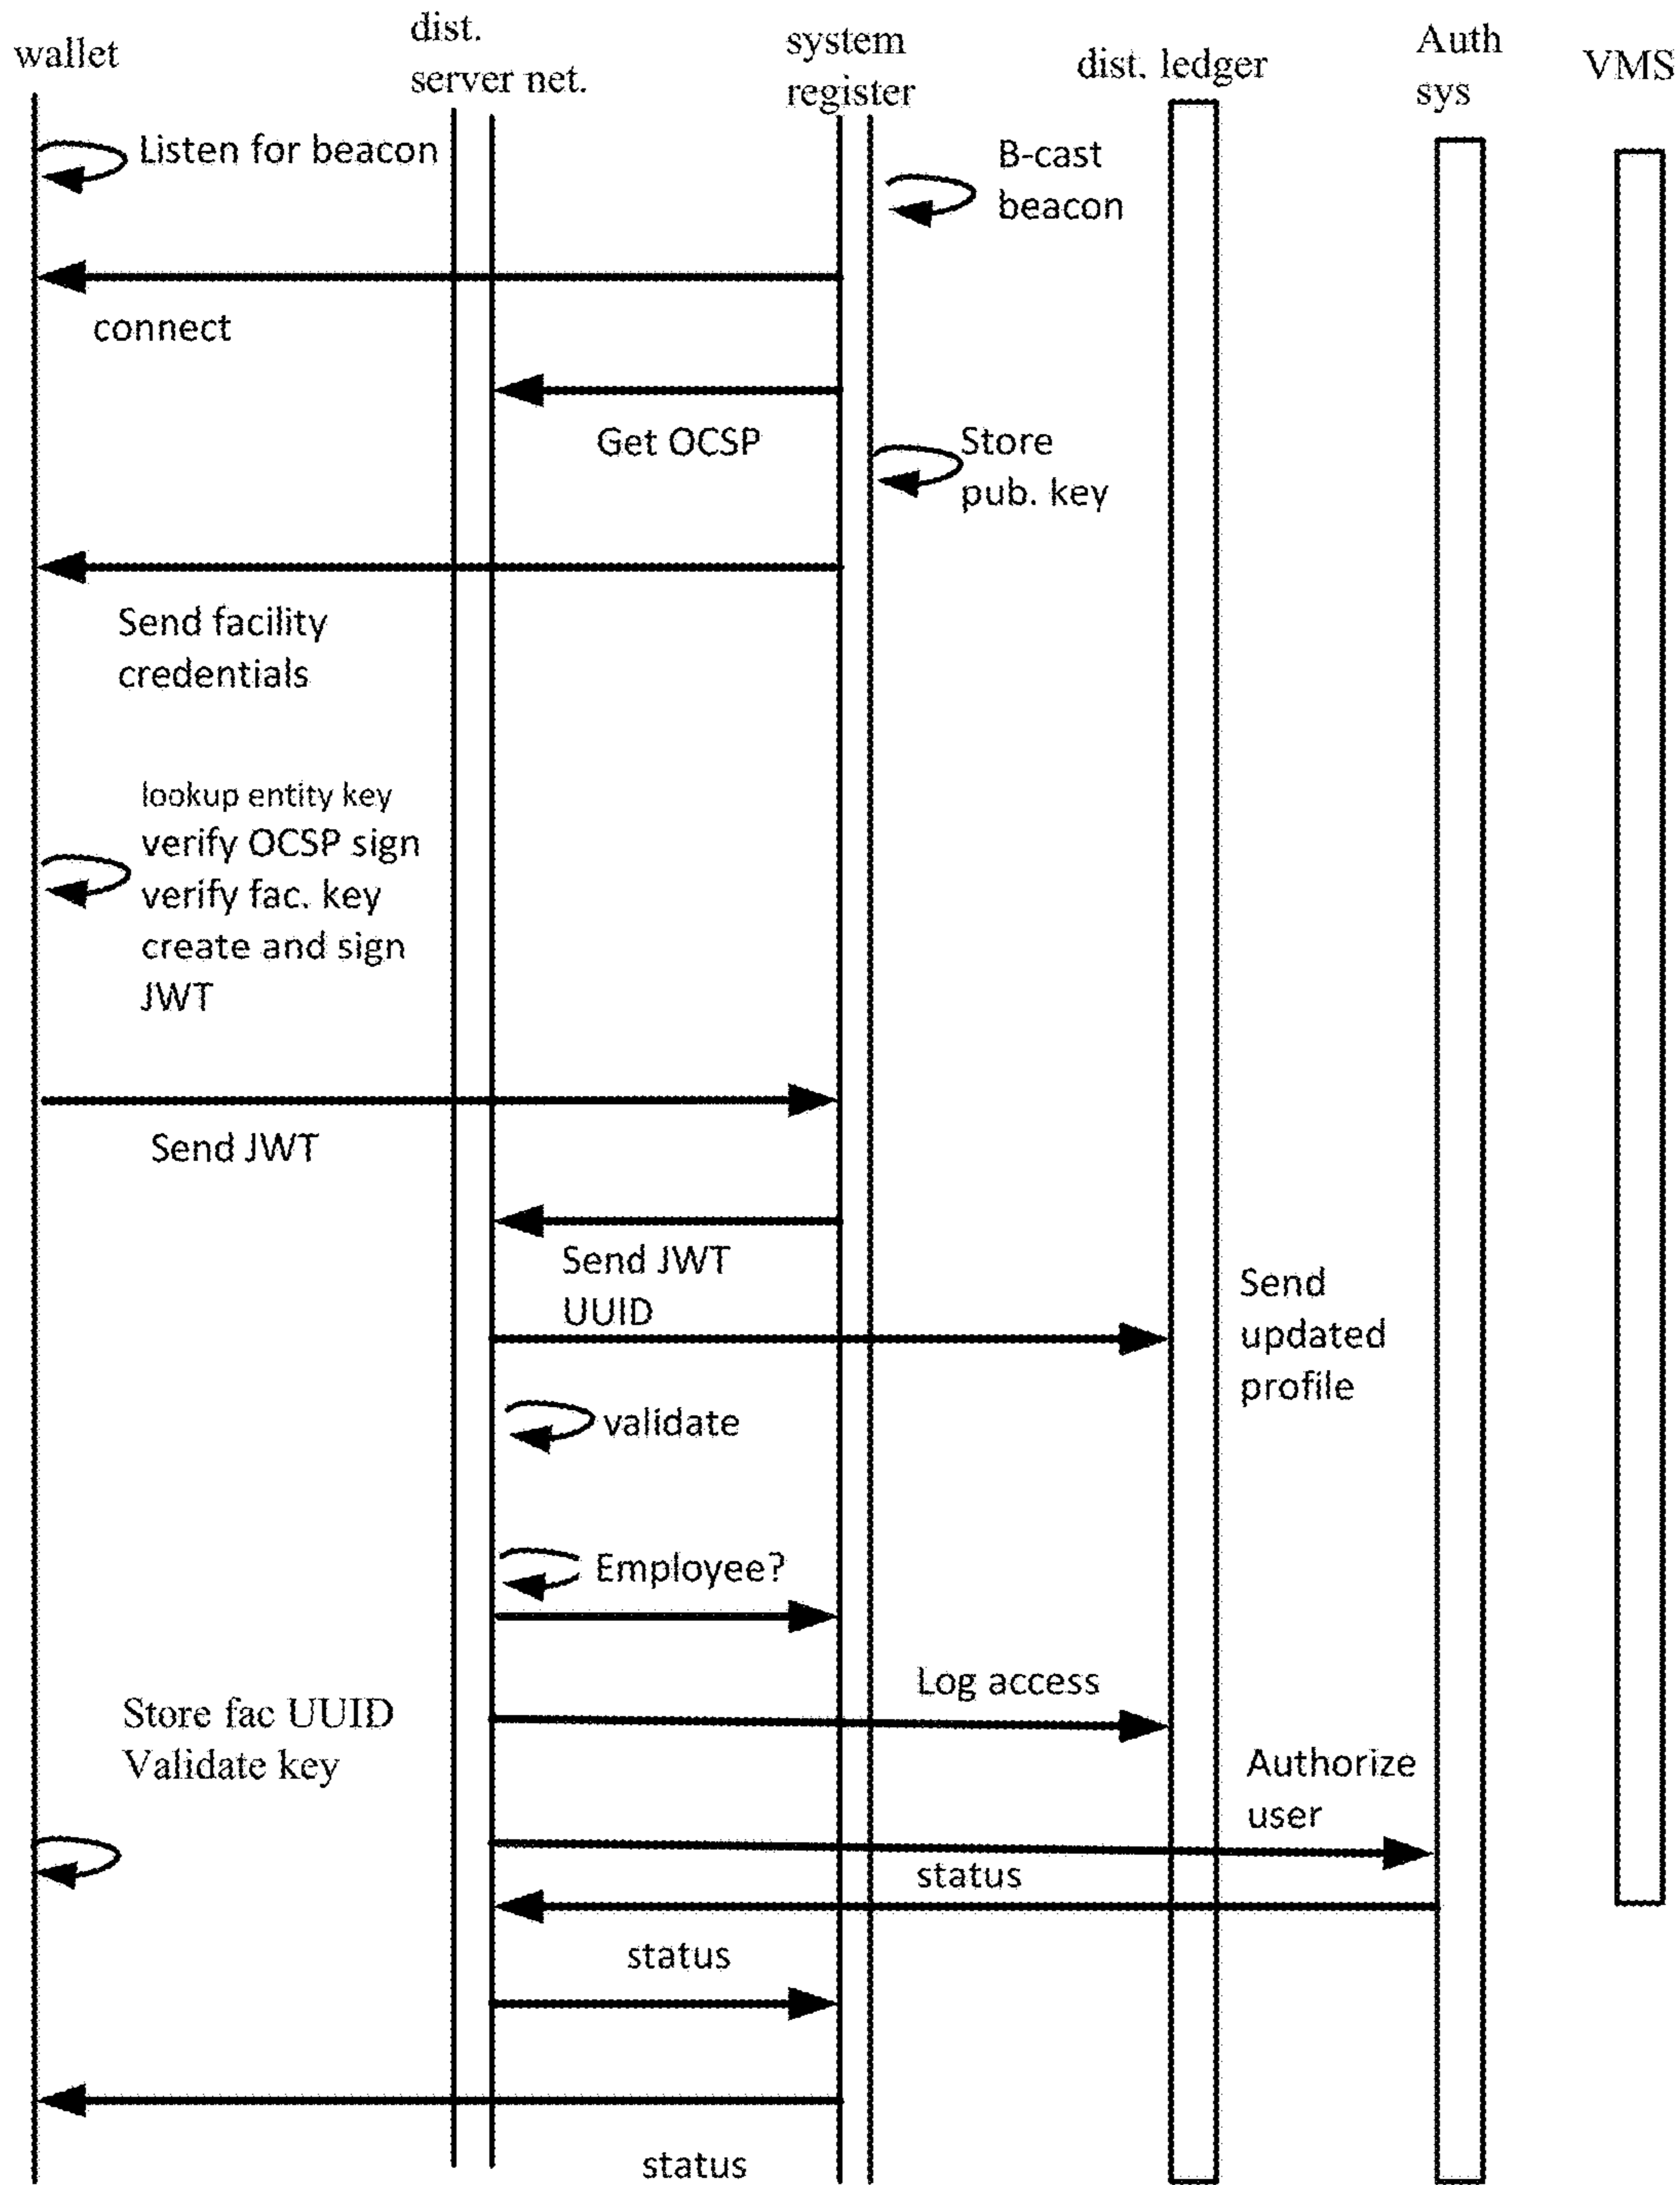 wallet
dist.
server net.
system
register
dist. ledger
Auth
sys
VMS
Listen for beacon
B-cast
beacon
connect
Get OCSP
Store
pub. key
Send facility
credentials
lookup entity key
verify OCSP sign
verify fac. key
create and sign
JWT
Send JWT
Send JWT
UUID
Send
updated
profile
validate
Employee?
Log access
Store fac UUID
Validate key
Authorize
user
status
status
status